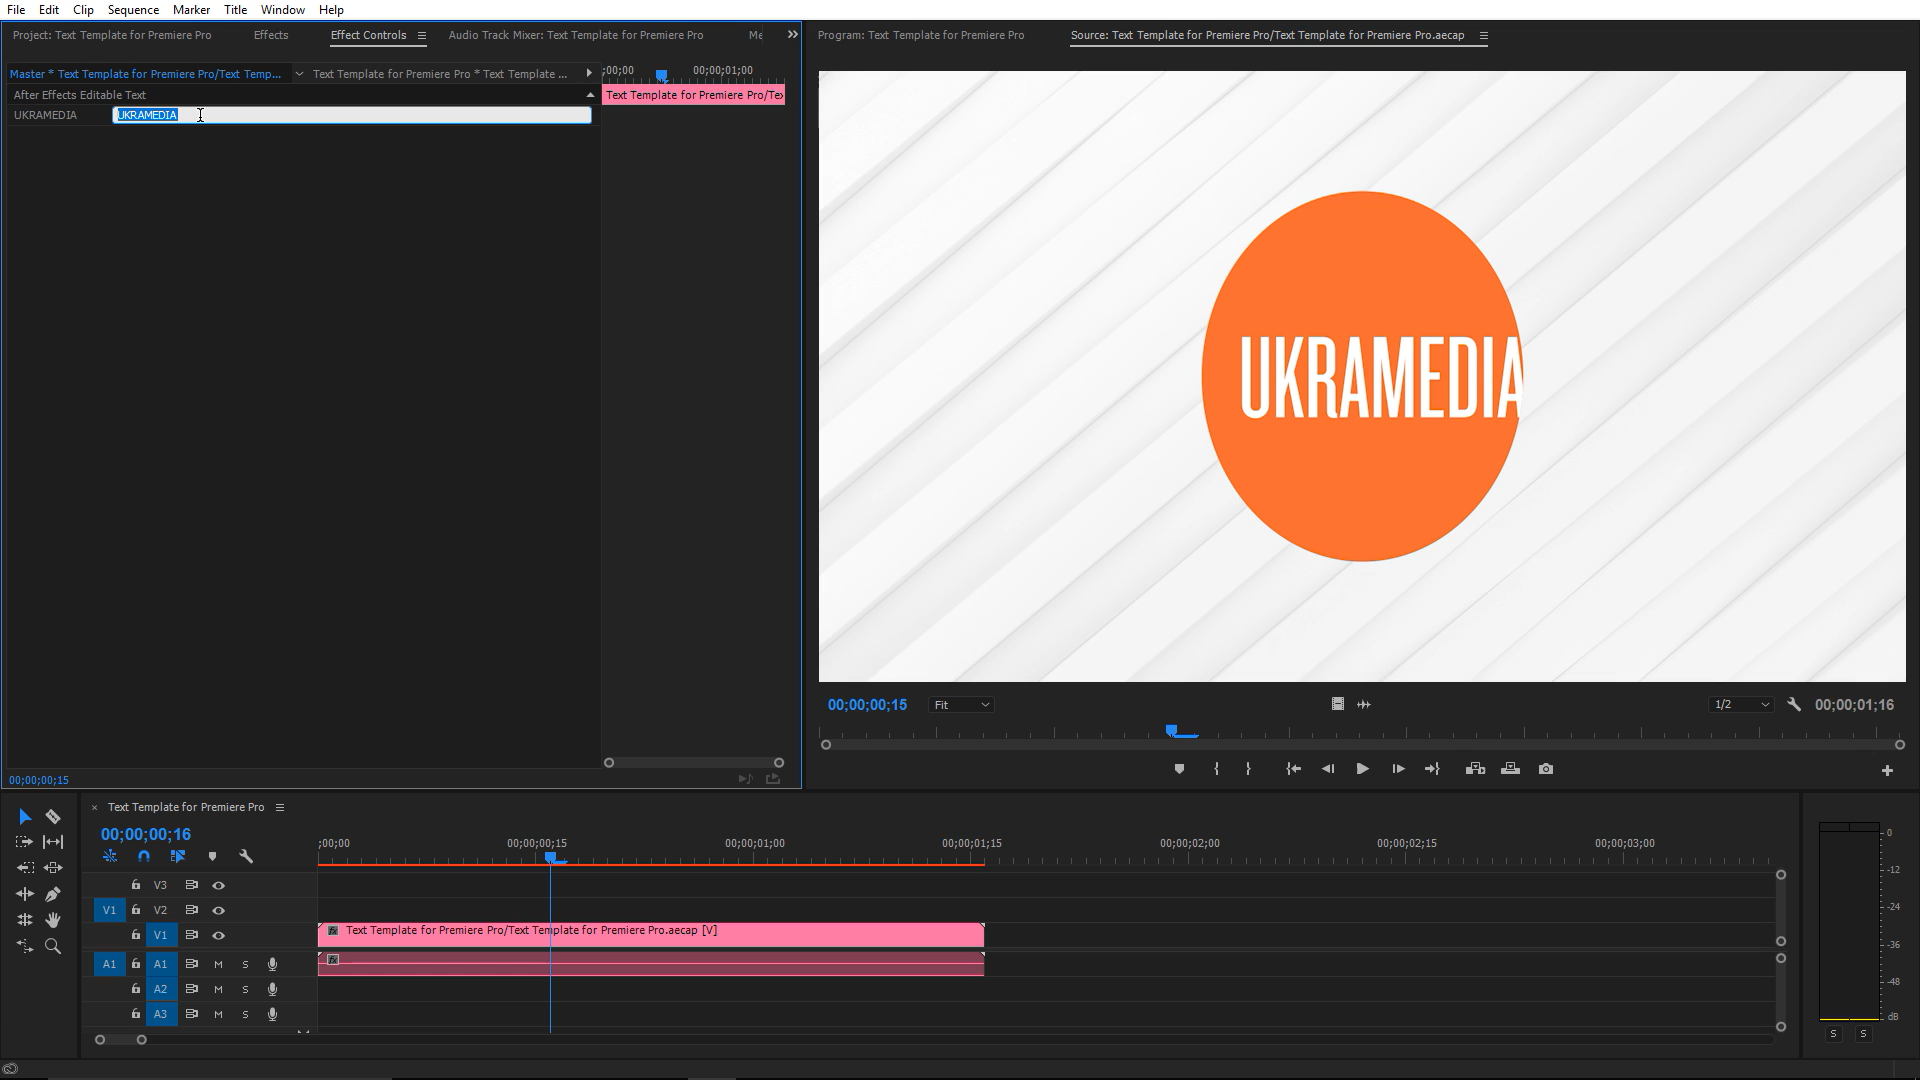 File Edit Clip Sequence Marker Title Window Help
Project: Text Template for Premiere Pro Effects Effect Controls Audio Track Mixer: Text Template for Premiere Pro Me
Program: Text Template for Premiere Pro Source: Text Template for Premiere Pro/Text Template for Premiere Pro.aecap
Master * Text Template for Premiere Pro/Text Temp... Text Template for Premiere Pro * Text Template ... ;00;00 00;00;01;00
After Effects Editable Text Text Template for Premiere Pro/Te
UKRAMEDIA UKRAMEDIA
UKRAMEDIA
00;00;00;15 Fit 1/2 00;00;01;16
00;00;00;15
Text Template for Premiere Pro
00;00;00;16
;00;00 00;00;00;15 00;00;01;00 00;00;01;15 00;00;02;00 00;00;02;15 00;00;03;00
V3
V1 V2
V1 Text Template for Premiere Pro/Text Template for Premiere Pro.aecap [V]
fx
A1 A1 M S fx
A2 M S
A3 M S
0
-12
-24
-36
-48
dB
S S